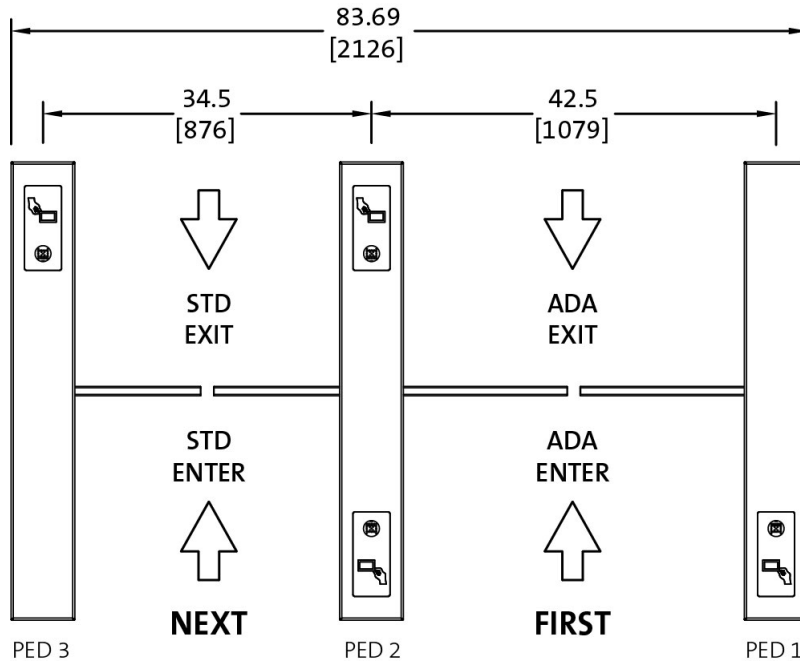 83.69
[2126]
34.5
[876]
42.5
[1079]
STD
EXIT
ADA
EXIT
STD
ENTER
ADA
ENTER
NEXT
FIRST
PED 3
PED 2
PED 1